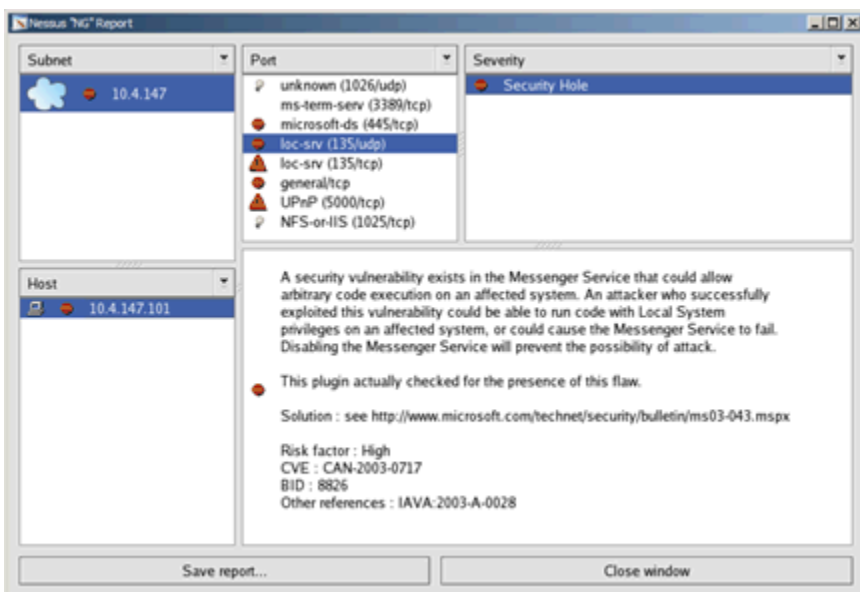 Nessus "NG" Report
Subnet
10.4.147
Port
unknown (1026/udp)
ms-term-serv (3389/tcp)
microsoft-ds (445/tcp)
loc-srv (135/udp)
loc-srv (135/tcp)
general/tcp
UPnP (5000/tcp)
NFS-or-IIS (1025/tcp)
Severity
Security Hole
Host
10.4.147.101
A security vulnerability exists in the Messenger Service that could allow
arbitrary code execution on an affected system. An attacker who successfully
exploited this vulnerability could be able to run code with Local System
privileges on an affected system, or could cause the Messenger Service to fail.
Disabling the Messenger Service will prevent the possibility of attack.
This plugin actually checked for the presence of this flaw.
Solution : see http://www.microsoft.com/technet/security/bulletin/ms03-043.mspx
Risk factor : High
CVE : CAN-2003-0717
BID : 8826
Other references : IAVA:2003-A-0028
Save report...
Close window